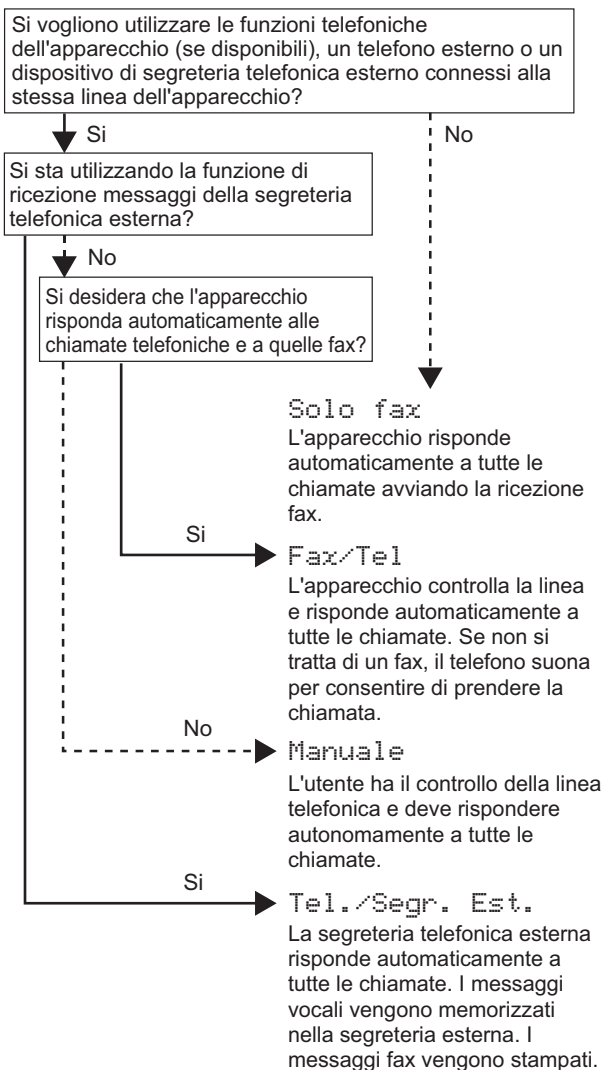 Si vogliono utilizzare le funzioni telefoniche
dell'apparecchio (se disponibili), un telefono esterno o un
dispositivo di segreteria telefonica esterno connessi alla
stessa linea dell'apparecchio?
Si
No
Si sta utilizzando la funzione di
ricezione messaggi della segreteria
telefonica esterna?
No
Si desidera che l'apparecchio
risponda automaticamente alle
chiamate telefoniche e a quelle fax?
Solo fax
L'apparecchio risponde
automaticamente a tutte le
chiamate avviando la ricezione
fax.
Si
Fax/Tel
L'apparecchio controlla la linea
e risponde automaticamente a
tutte le chiamate. Se non si
tratta di un fax, il telefono suona
per consentire di prendere la
chiamata.
No
Manuale
L'utente ha il controllo della linea
telefonica e deve rispondere
autonomamente a tutte le
chiamate.
Si
Tel./Segr. Est.
La segreteria telefonica esterna
risponde automaticamente a
tutte le chiamate. I messaggi
vocali vengono memorizzati
nella segreteria esterna. I
messaggi fax vengono stampati.